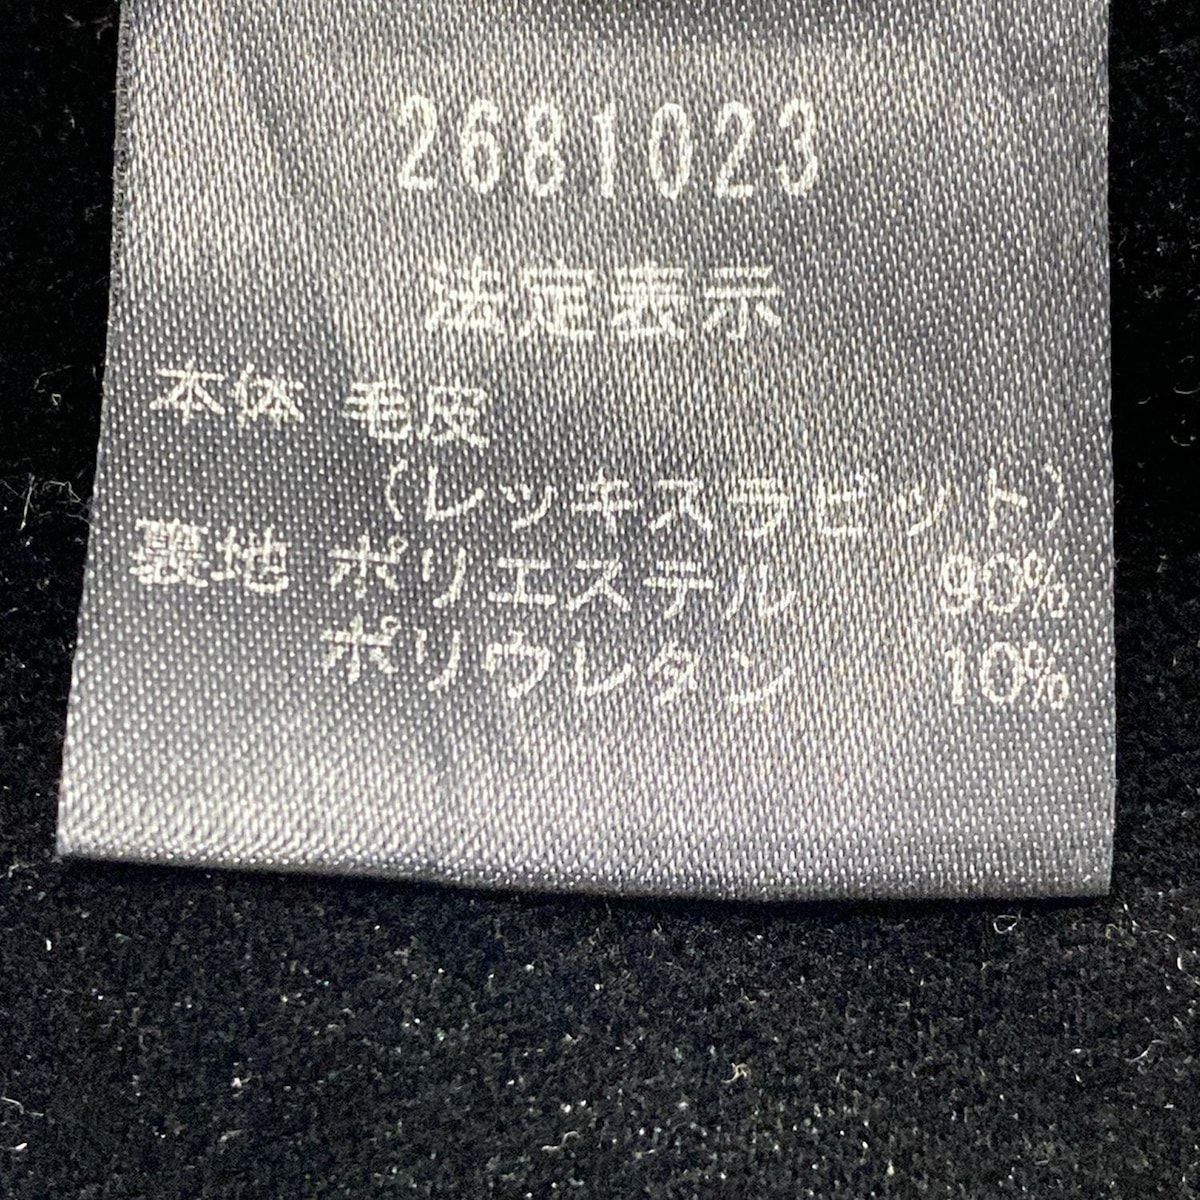 2681023
法定表示
本体 毛皮
(レッキスラビット)
裏地 ポリエステル 90%
ポリウレタン 10%